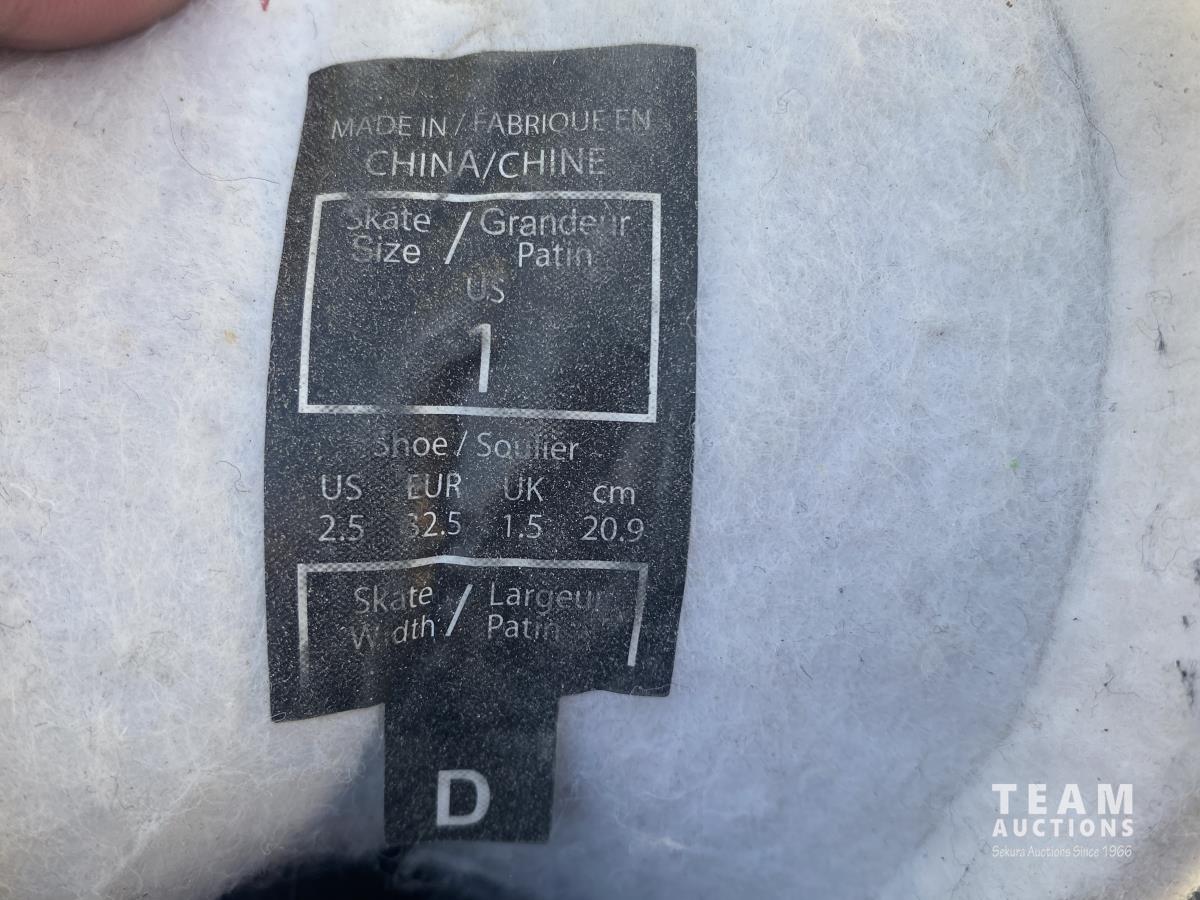 MADE IN / FABRIQUE EN
CHINA/CHINE
Skate Size / Grandeur Patin
US
1
Shoe / Soulier
US EUR UK cm
2.5 32.5 1.5 20.9
Skate Width / Largeur Patin
D
TEAM
AUCTIONS
Sekura Auctions Since 1966